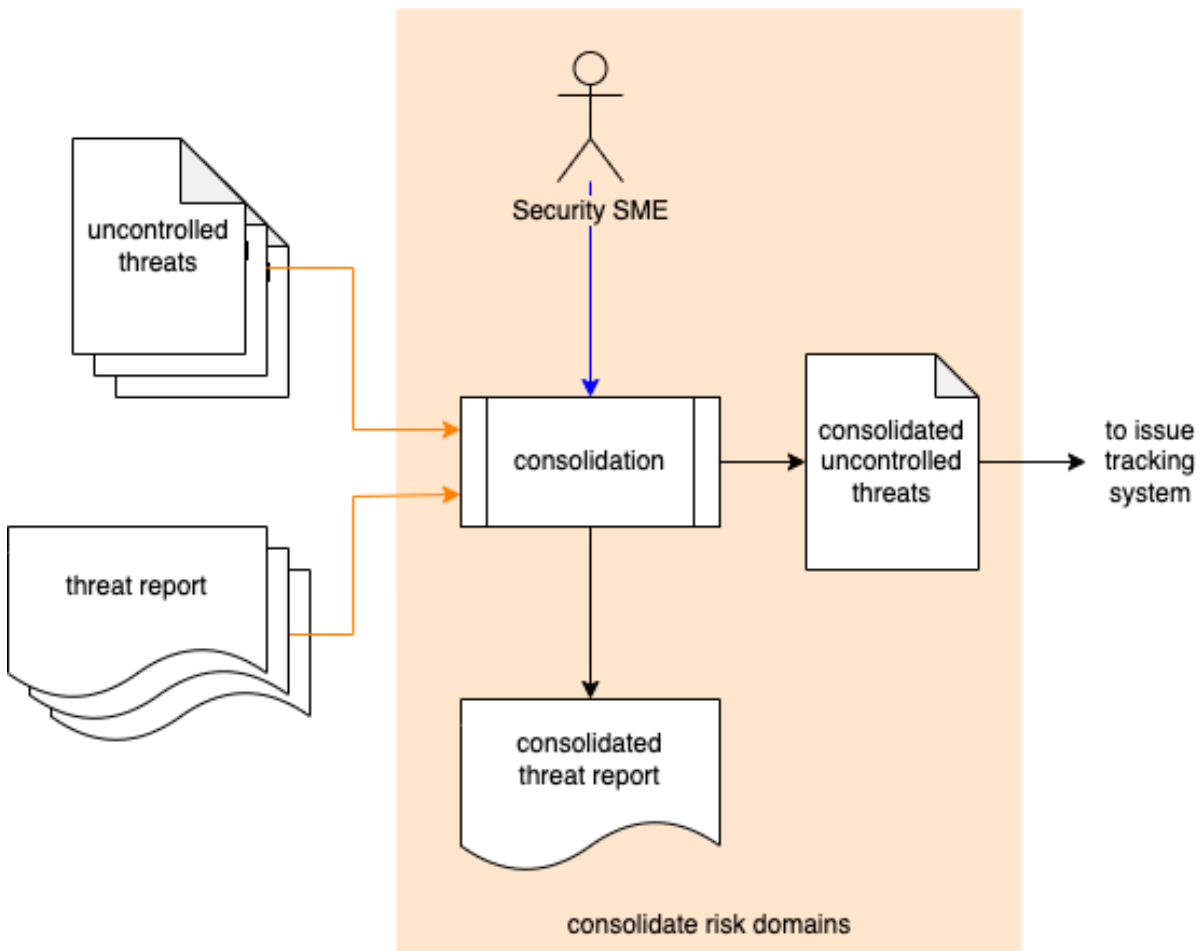 Security SME
uncontrolled
threats
consolidation
consolidated
uncontrolled
threats
to issue
tracking
system
threat report
consolidated
threat report
consolidate risk domains